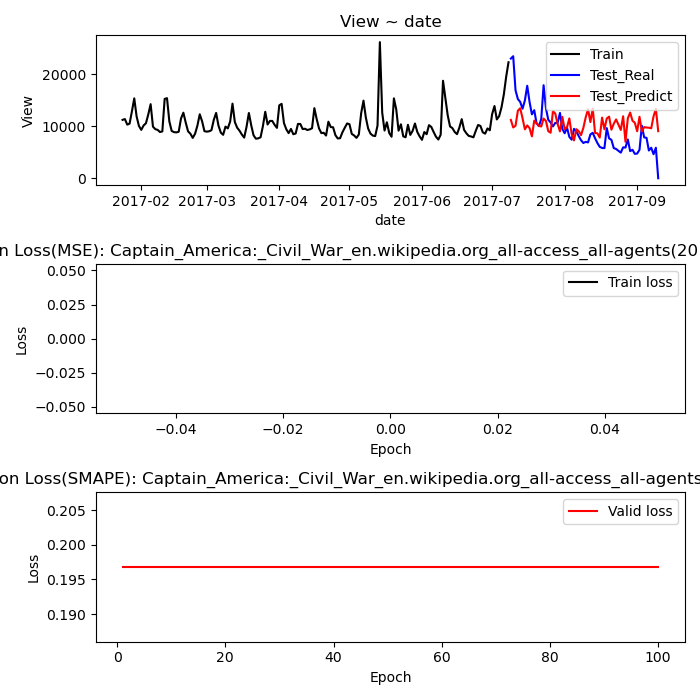 View ~ date
Train
Test_Real
Test_Predict
20000
10000
0
View
2017-02 2017-03 2017-04 2017-05 2017-06 2017-07 2017-08 2017-09
date
n Loss(MSE): Captain_America:_Civil_War_en.wikipedia.org_all-access_all-agents(20
Train loss
0.050
0.025
0.000
−0.025
−0.050
Loss
−0.04 −0.02 0.00 0.02 0.04
Epoch
on Loss(SMAPE): Captain_America:_Civil_War_en.wikipedia.org_all-access_all-agents
Valid loss
0.205
0.200
0.195
0.190
Loss
0 20 40 60 80 100
Epoch